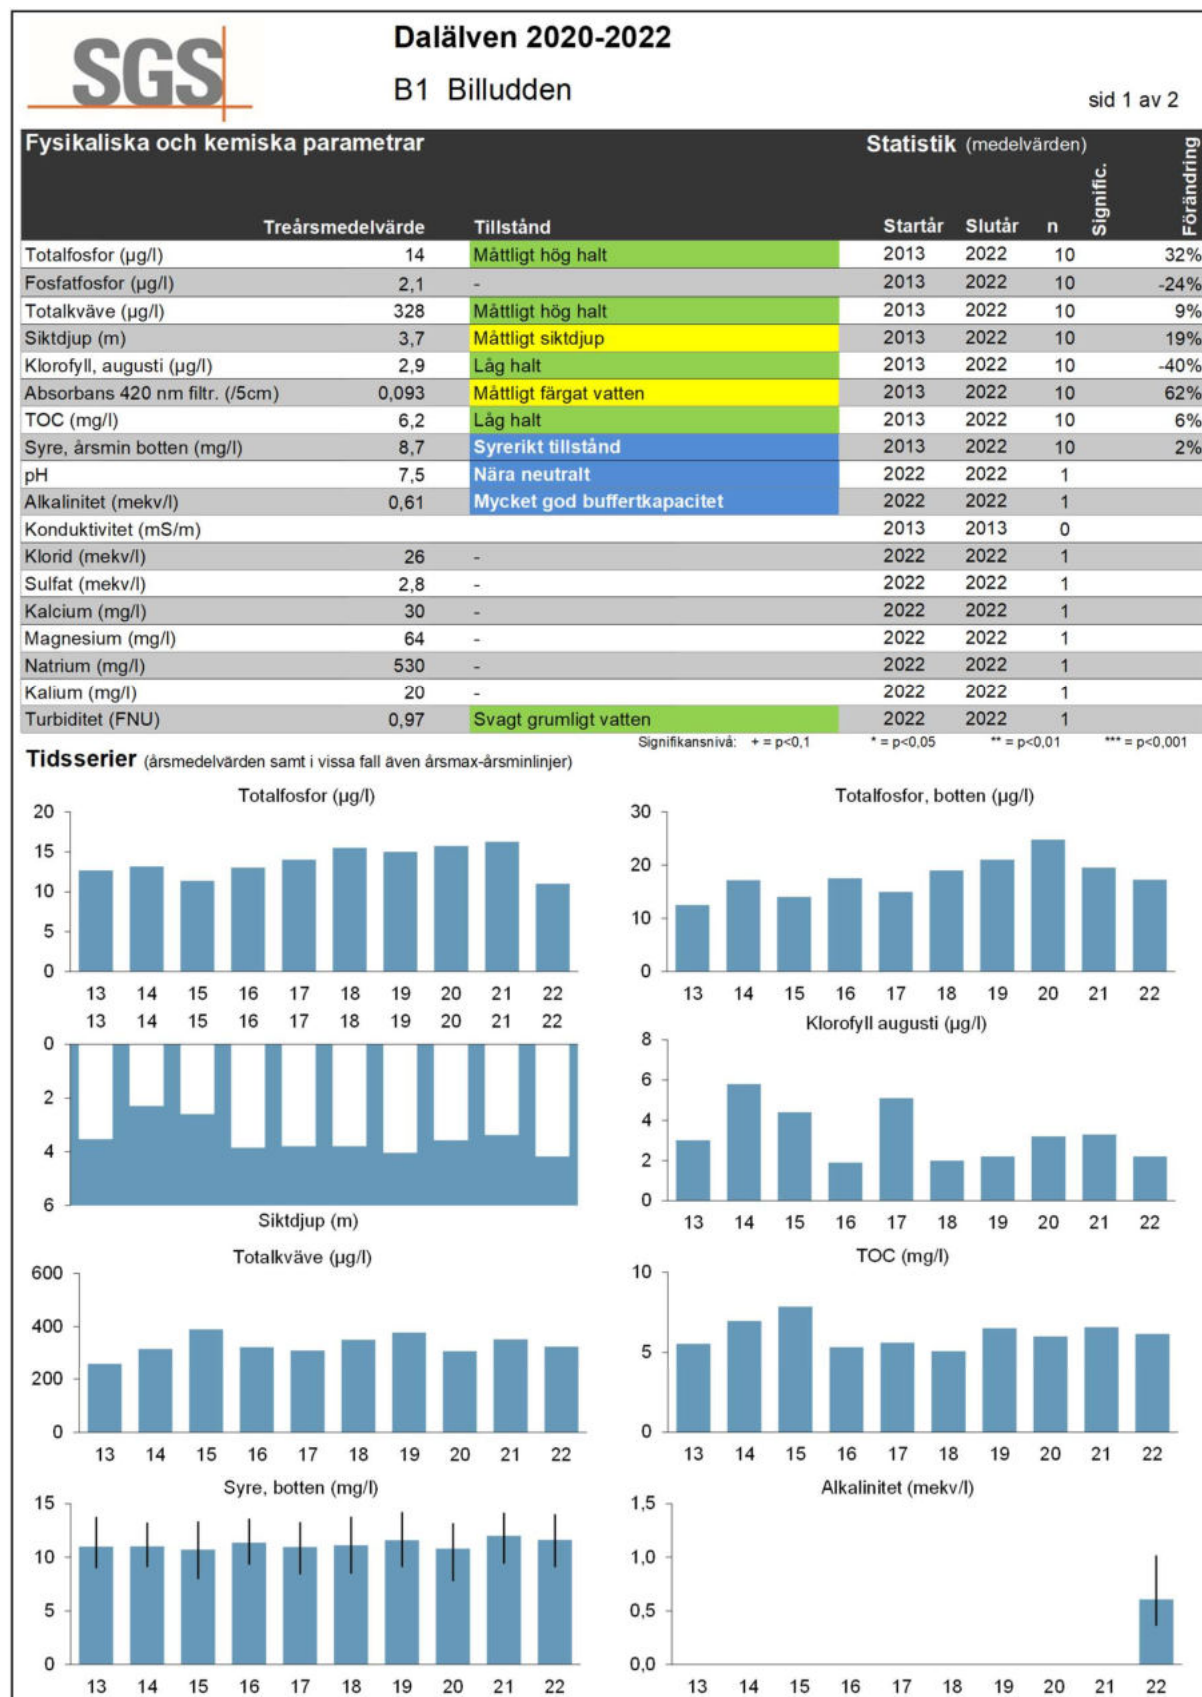 SGS
Dalälven 2020-2022
B1 Billudden
sid 1 av 2
Fysikaliska och kemiska parametrar Statistik (medelvärden)
Treårsmedelvärde Tillstånd Startår Slutår n Signific. Förändring
Totalfosfor (µg/l) 14 Måttligt hög halt 2013 2022 10 32%
Fosfatfosfor (µg/l) 2,1 - 2013 2022 10 -24%
Totalkväve (µg/l) 328 Måttligt hög halt 2013 2022 10 9%
Siktdjup (m) 3,7 Måttligt siktdjup 2013 2022 10 19%
Klorofyll, augusti (µg/l) 2,9 Låg halt 2013 2022 10 -40%
Absorbans 420 nm filtr. (/5cm) 0,093 Måttligt färgat vatten 2013 2022 10 62%
TOC (mg/l) 6,2 Låg halt 2013 2022 10 6%
Syre, årsmin botten (mg/l) 8,7 Syrerikt tillstånd 2013 2022 10 2%
pH 7,5 Nära neutralt 2022 2022 1
Alkalinitet (mekv/l) 0,61 Mycket god buffertkapacitet 2022 2022 1
Konduktivitet (mS/m) 2013 2013 0
Klorid (mekv/l) 26 - 2022 2022 1
Sulfat (mekv/l) 2,8 - 2022 2022 1
Kalcium (mg/l) 30 - 2022 2022 1
Magnesium (mg/l) 64 - 2022 2022 1
Natrium (mg/l) 530 - 2022 2022 1
Kalium (mg/l) 20 - 2022 2022 1
Turbiditet (FNU) 0,97 Svagt grumligt vatten 2022 2022 1
Signifikansnivå: + = p<0,1 * = p<0,05 ** = p<0,01 *** = p<0,001
Tidsserier (årsmedelvärden samt i vissa fall även årsmax-årsminlinjer)
Totalfosfor (µg/l)
20
15
10
5
0
13 14 15 16 17 18 19 20 21 22
Totalfosfor, botten (µg/l)
30
20
10
0
13 14 15 16 17 18 19 20 21 22
13 14 15 16 17 18 19 20 21 22
0
2
4
6
Siktdjup (m)
Klorofyll augusti (µg/l)
8
6
4
2
0
13 14 15 16 17 18 19 20 21 22
Totalkväve (µg/l)
600
400
200
0
13 14 15 16 17 18 19 20 21 22
TOC (mg/l)
10
5
0
13 14 15 16 17 18 19 20 21 22
Syre, botten (mg/l)
15
10
5
0
13 14 15 16 17 18 19 20 21 22
Alkalinitet (mekv/l)
1,5
1,0
0,5
0,0
13 14 15 16 17 18 19 20 21 22